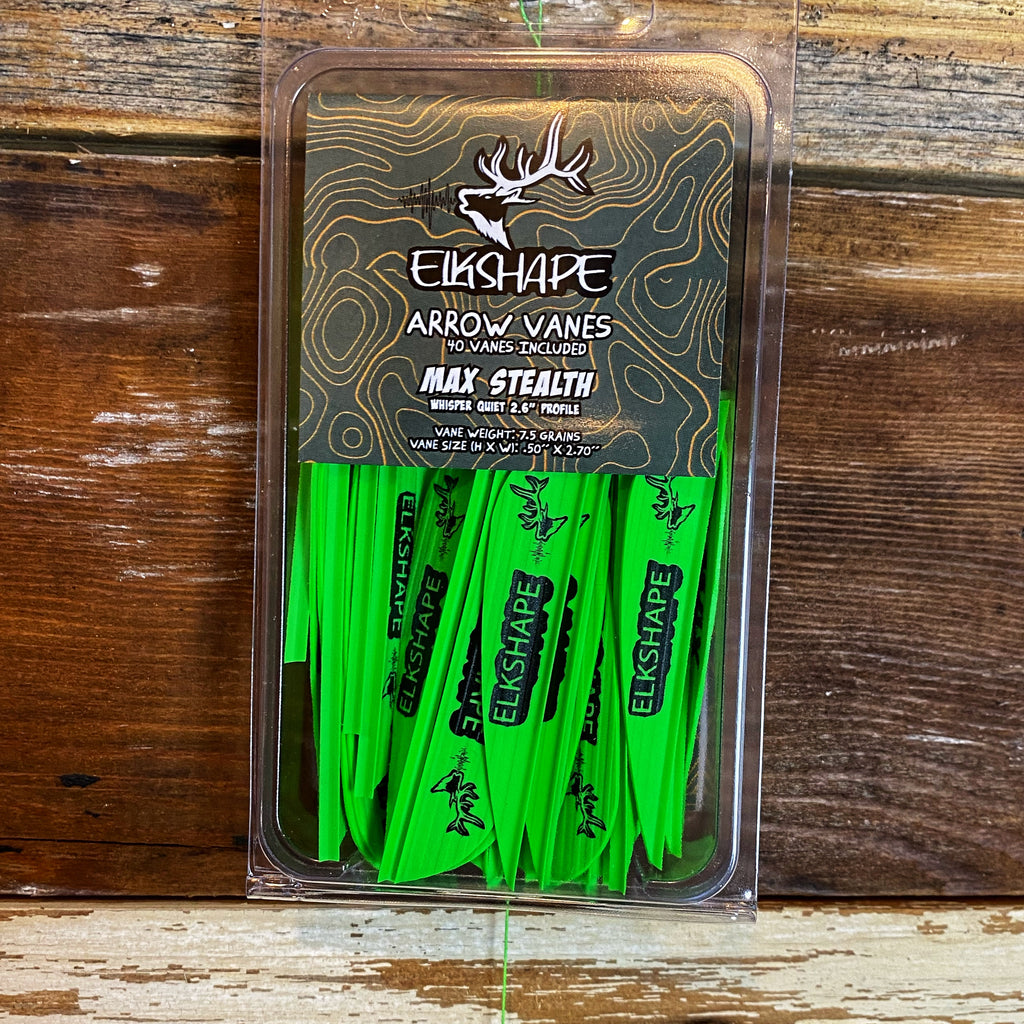 ELKSHAPE
ARROW VANES
40 VANES INCLUDED
MAX STEALTH
WHISPER QUIET 2.6" PROFILE
VANE WEIGHT: 7.5 GRAINS
VANE SIZE (H X W): .50" X 2.70"
ELKSHAPE
ELKSHAPE
ELKSHAPE
ELKSHAPE